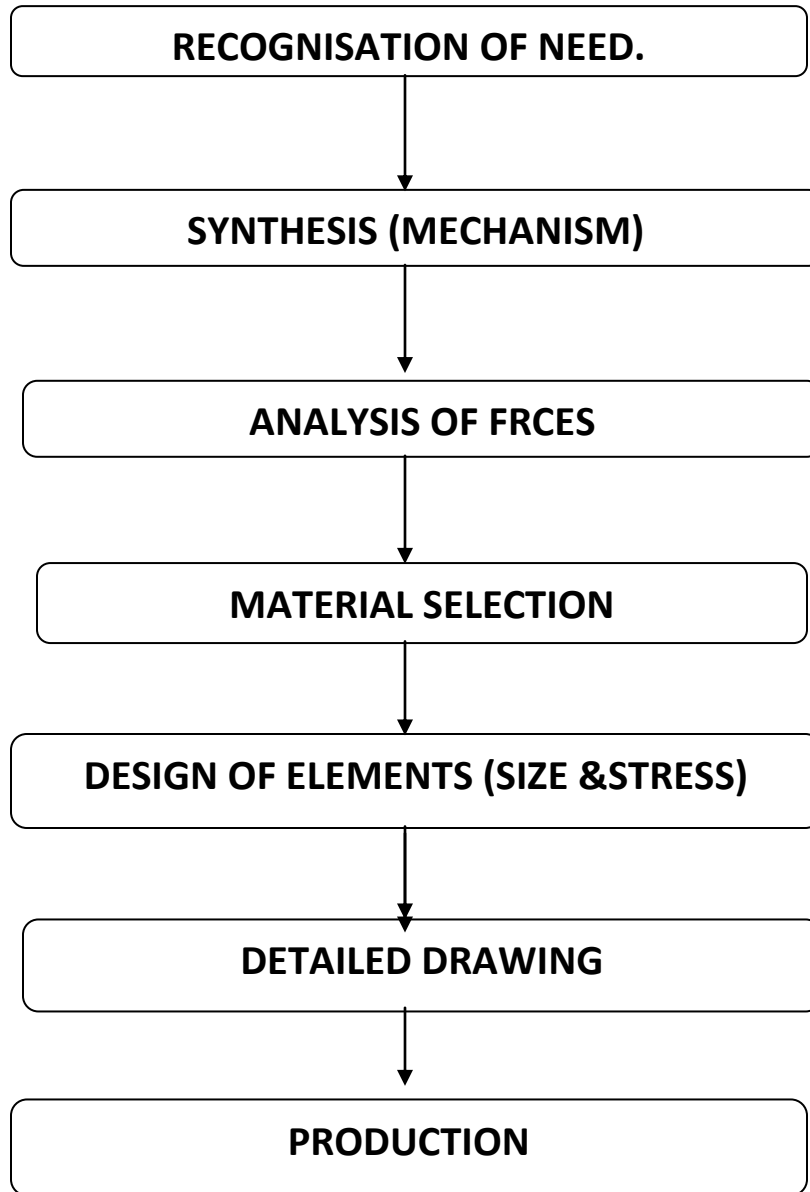 RECOGNISATION OF NEED.
SYNTHESIS (MECHANISM)
ANALYSIS OF FRCES
MATERIAL SELECTION
DESIGN OF ELEMENTS (SIZE &STRESS)
DETAILED DRAWING
PRODUCTION